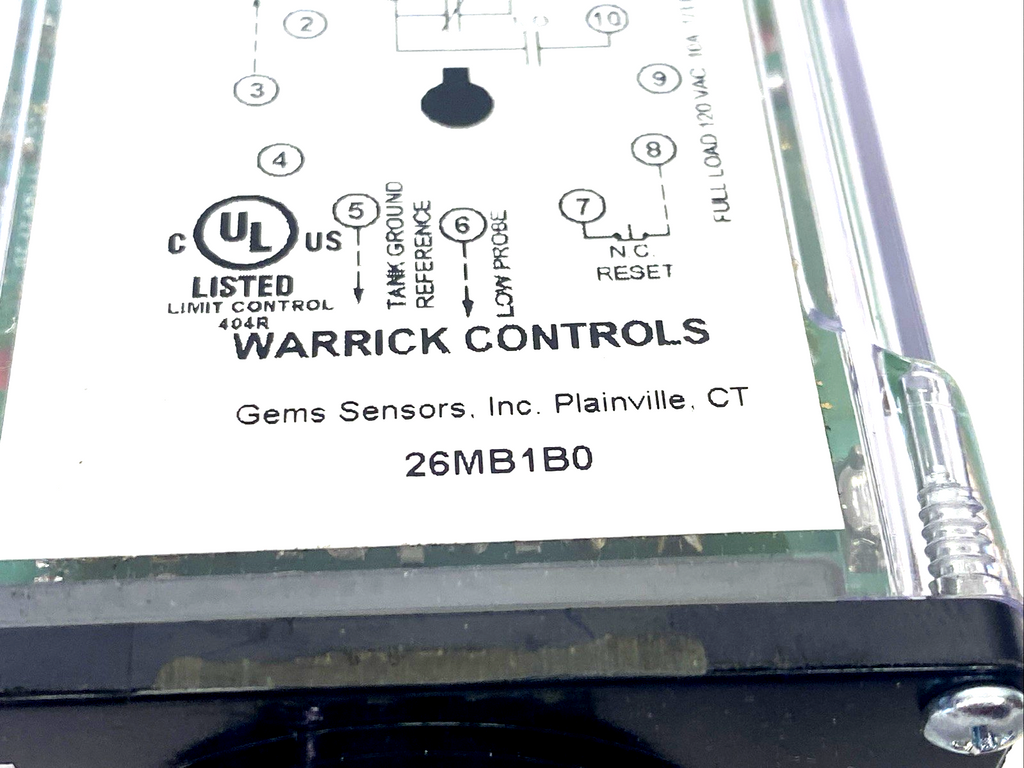 2
10
3
9
FULL LOAD 120 VAC 10A
4
8
5
TANK GROUND
REFERENCE
6
LOW PROBE
7
N.C.
RESET
C UL US
LISTED
LIMIT CONTROL
404R
WARRICK CONTROLS
Gems Sensors, Inc. Plainville, CT
26MB1B0